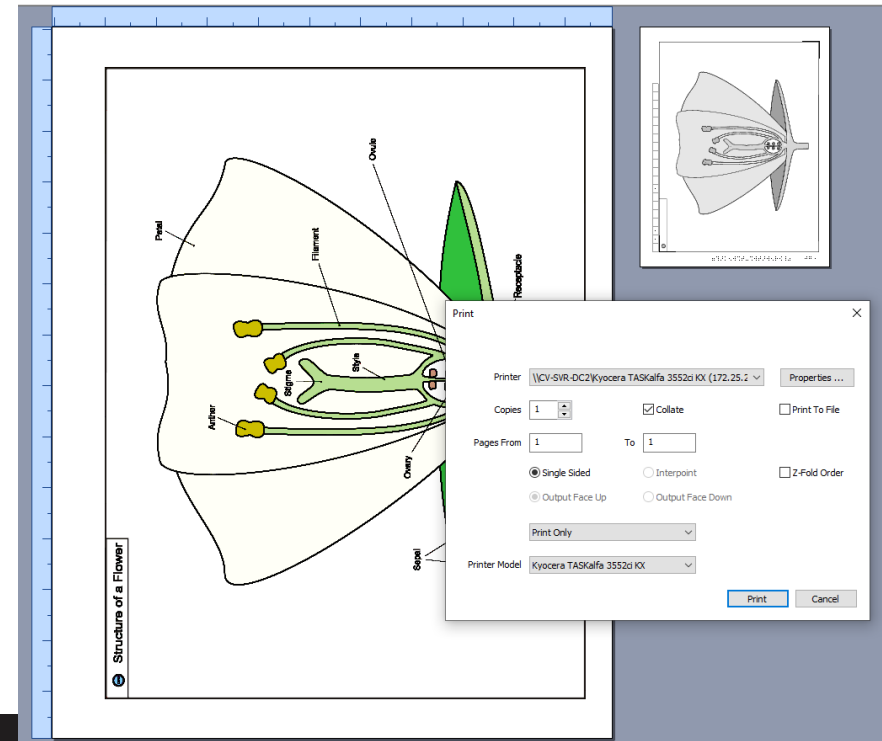 Ovule
Petal
Filament
Receptacle
Style
Stigma
Anther
Ovary
Sepal
Structure of a Flower
Print
Printer \\CV-SVR-DC2\Kyocera TASKalfa 3552ci KX (172.25.2 Properties ...
Copies 1 Collate Print To File
Pages From 1 To 1
Single Sided Interpoint Z-Fold Order
Output Face Up Output Face Down
Print Only
Printer Model Kyocera TASKalfa 3552ci KX
Print Cancel